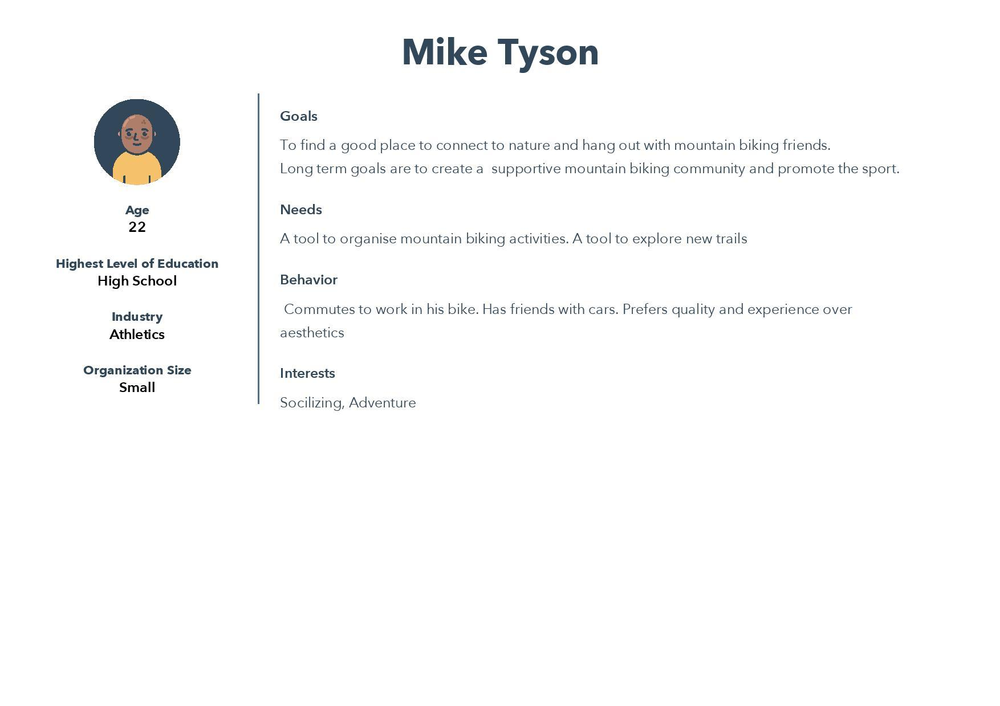 Mike Tyson
Age
22
Highest Level of Education
High School
Industry
Athletics
Organization Size
Small
Goals
To find a good place to connect to nature and hang out with mountain biking friends.
Long term goals are to create a  supportive mountain biking community and promote the sport.
Needs
A tool to organise mountain biking activities. A tool to explore new trails
Behavior
Commutes to work in his bike. Has friends with cars. Prefers quality and experience over
aesthetics
Interests
Socilizing, Adventure